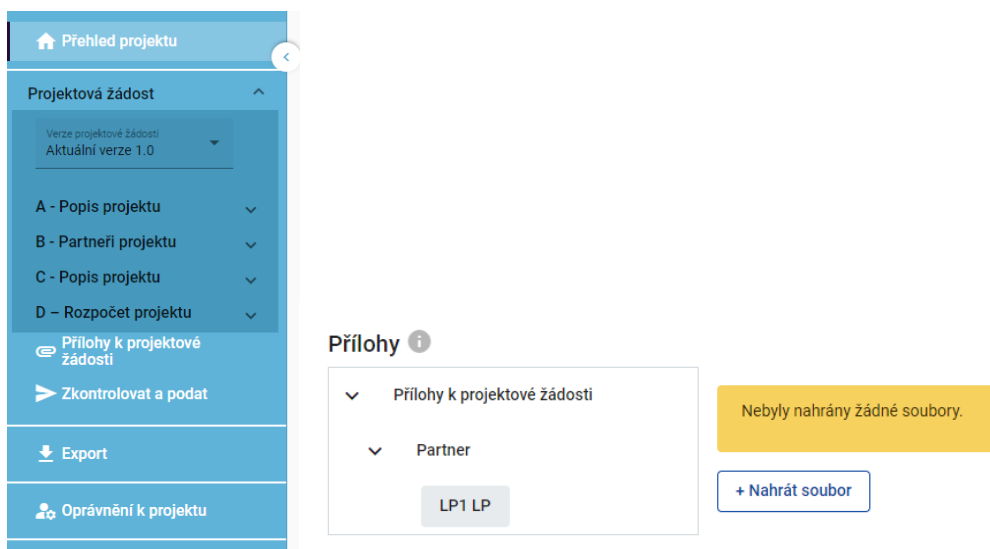 Přehled projektu
Projektová žádost
Verze projektové žádosti
Aktuální verze 1.0
A - Popis projektu
B - Partneři projektu
C - Popis projektu
D – Rozpočet projektu
Přílohy k projektové
žádosti
Zkontrolovat a podat
Export
Oprávnění k projektu
Přílohy
Přílohy k projektové žádosti
Partner
LP1 LP
Nebyly nahrány žádné soubory.
+ Nahrát soubor